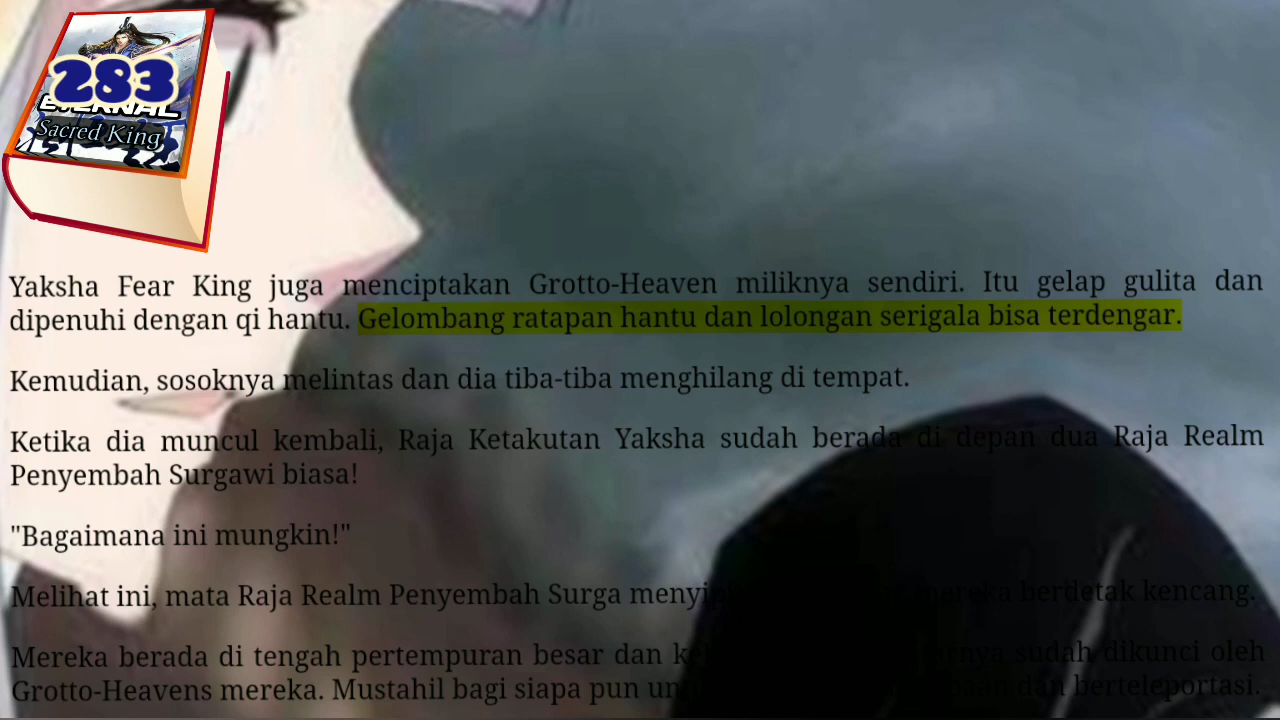 283
ETERNAL
Sacred King
Yaksha Fear King juga menciptakan Grotto-Heaven miliknya sendiri. Itu gelap gulita dan
dipenuhi dengan qi hantu. Gelombang ratapan hantu dan lolongan serigala bisa terdengar.
Kemudian, sosoknya melintas dan dia tiba-tiba menghilang di tempat.
Ketika dia muncul kembali, Raja Ketakutan Yaksha sudah berada di depan dua Raja Realm
Penyembah Surgawi biasa!
"Bagaimana ini mungkin!"
Melihat ini, mata Raja Realm Penyembah Surga mereka berdetak kencang.
Mereka berada di tengah pertempuran besar dan sudah dikunci oleh
Grotto-Heavens mereka. Mustahil bagi siapa pun dan berteleportasi.